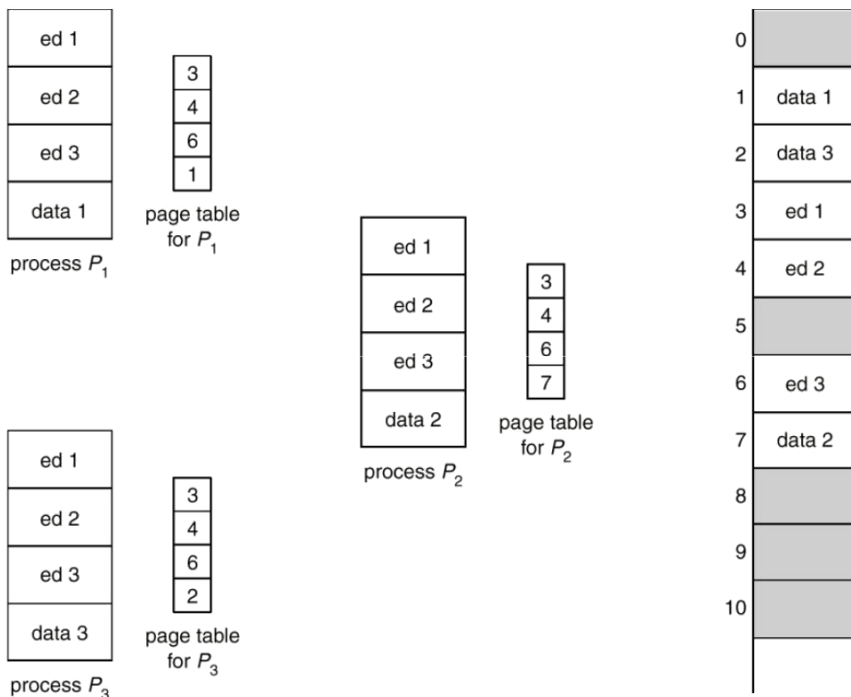 ed 1
ed 2
ed 3
data 1
process P1
3
4
6
1
page table
for P1
ed 1
ed 2
ed 3
data 2
process P2
3
4
6
7
page table
for P2
ed 1
ed 2
ed 3
data 3
process P3
3
4
6
2
page table
for P3
0
1 data 1
2 data 3
3 ed 1
4 ed 2
5
6 ed 3
7 data 2
8
9
10